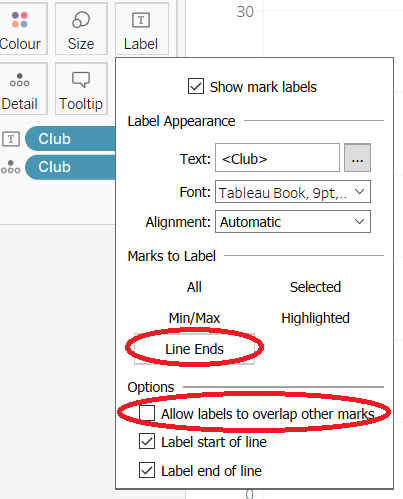 30
Colour Size Label
Detail Tooltip
Club
Club
Show mark labels
Label Appearance
Text: <Club> ...
Font: Tableau Book, 9pt,..
Alignment: Automatic
Marks to Label
All Selected
Min/Max Highlighted
Line Ends
Options
Allow labels to overlap other marks
Label start of line
Label end of line
0